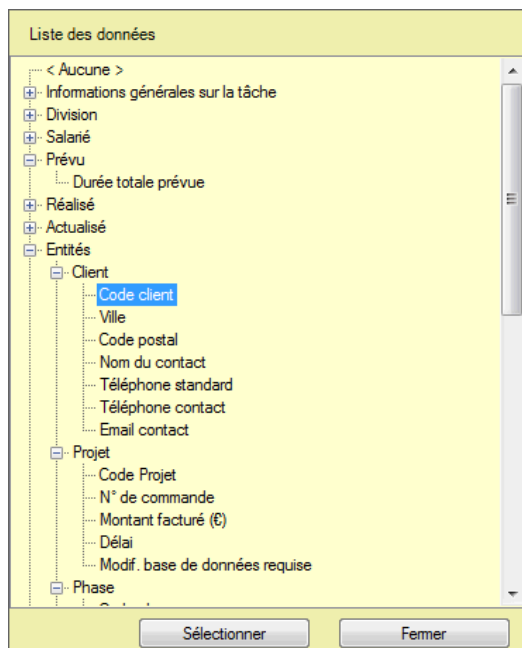 Liste des données
< Aucune >
Informations générales sur la tâche
Division
Salarié
Prévu
Durée totale prévue
Réalisé
Actualisé
Entités
Client
Code client
Ville
Code postal
Nom du contact
Téléphone standard
Téléphone contact
Email contact
Projet
Code Projet
N° de commande
Montant facturé (€)
Délai
Modif. base de données requise
Phase
Sélectionner Fermer